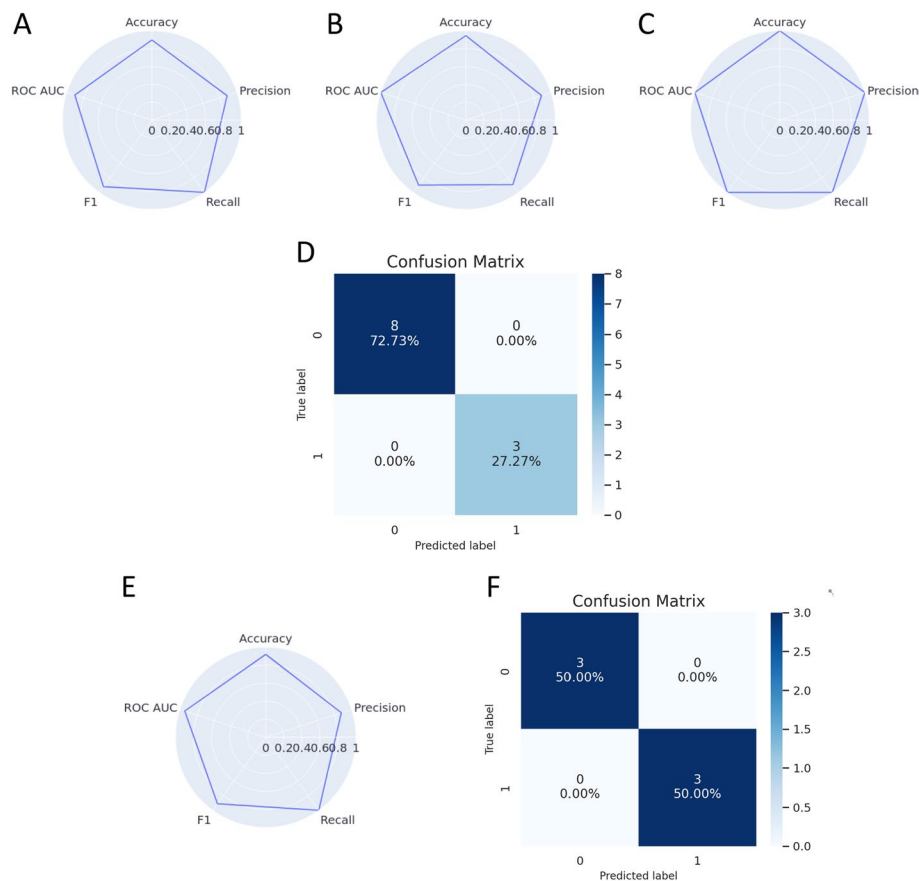 A
Accuracy
ROC AUC
Precision
0 0.20.40.60.8 1
F1
Recall
B
Accuracy
ROC AUC
Precision
0 0.20.40.60.8 1
F1
Recall
C
Accuracy
ROC AUC
Precision
0 0.20.40.60.8 1
F1
Recall
D
Confusion Matrix
8
72.73%
0
0.00%
0
0.00%
3
27.27%
0
1
True label
0
1
Predicted label
8
7
6
5
4
3
2
1
0
E
Accuracy
ROC AUC
Precision
0 0.20.40.60.8 1
F1
Recall
F
Confusion Matrix
3
50.00%
0
0.00%
0
0.00%
3
50.00%
0
1
True label
0
1
Predicted label
3.0
2.5
2.0
1.5
1.0
0.5
0.0